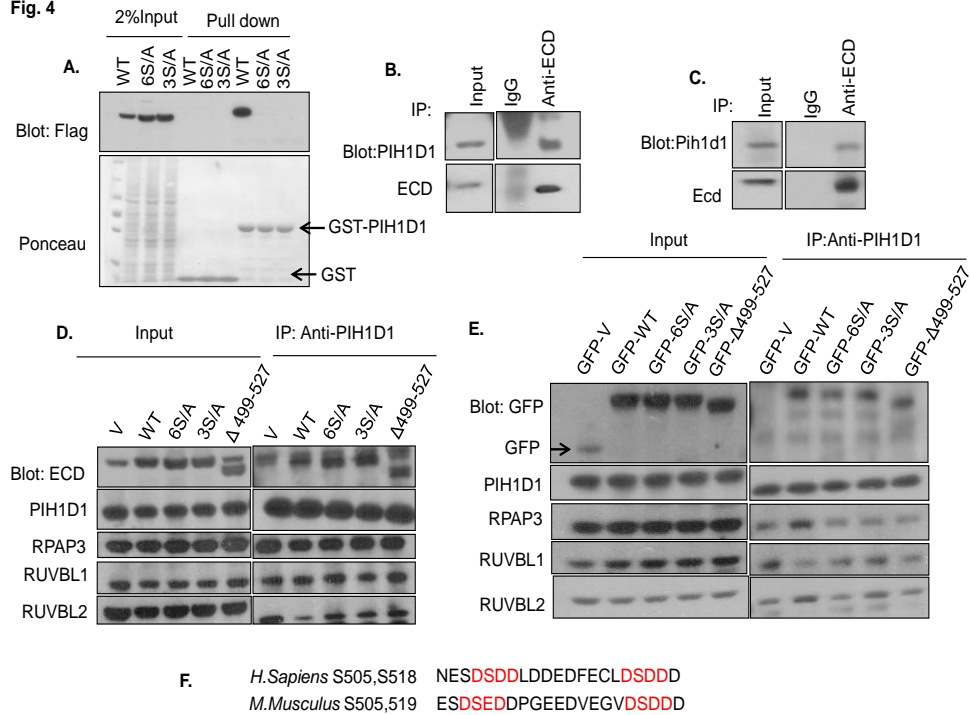 Fig. 4
A.
2%Input
Pull down
WT
6S/A
3S/A
WT
6S/A
3S/A
WT
6S/A
3S/A
Blot: Flag
Ponceau
GST-PIH1D1
GST
B.
IP:
Input
IgG
Anti-ECD
Blot:PIH1D1
ECD
C.
IP:
Input
IgG
Anti-ECD
Blot:Pih1d1
Ecd
D.
Input
IP: Anti-PIH1D1
V
WT
6S/A
3S/A
Δ499-527
V
WT
6S/A
3S/A
Δ499-527
Blot: ECD
PIH1D1
RPAP3
RUVBL1
RUVBL2
E.
Input
IP:Anti-PIH1D1
GFP-V
GFP-WT
GFP-6S/A
GFP-3S/A
GFP-Δ499-527
GFP-V
GFP-WT
GFP-6S/A
GFP-3S/A
GFP-Δ499-527
Blot: GFP
GFP
PIH1D1
RPAP3
RUVBL1
RUVBL2
F.
H.Sapiens S505,S518 NESDSDDLDDEDFECLDSDDD
M.Musculus S505,519 ESDSEDDPGEEDVEGVDSDDD